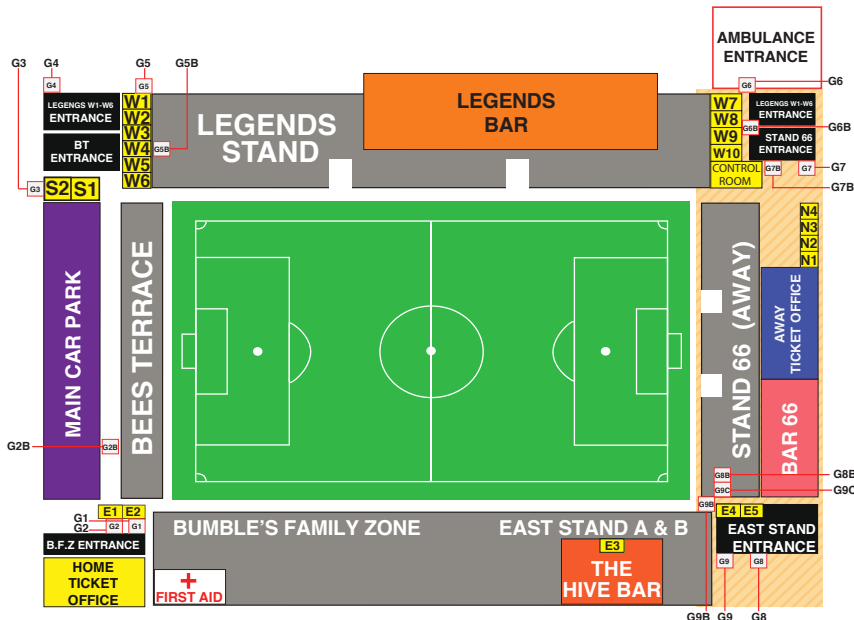 AMBULANCE
ENTRANCE
G3
G4
G5
G5B
G4
G5
LEGENGS W1-W6
ENTRANCE
BT
ENTRANCE
W1
W2
W3
W4
W5
W6
G5B
LEGENDS
STAND
LEGENDS
BAR
W7
W8
W9
W10
CONTROL
ROOM
G6
G6
LEGENGS W1-W6
ENTRANCE
G6B
G6B
STAND 66
ENTRANCE
G7B
G7
G7
G7B
G3
S2
S1
MAIN CAR PARK
BEES TERRACE
STAND 66 (AWAY)
N4
N3
N2
N1
AWAY
TICKET OFFICE
BAR 66
G2B
G2B
G8B
G8B
G9C
G9C
G9B
E1
E2
G1
G2
G2
G1
B.F.Z ENTRANCE
HOME
TICKET
OFFICE
BUMBLE'S FAMILY ZONE
EAST STAND A & B
FIRST AID
E3
THE
HIVE BAR
E4
E5
EAST STAND
ENTRANCE
G9
G8
G9B
G9
G8